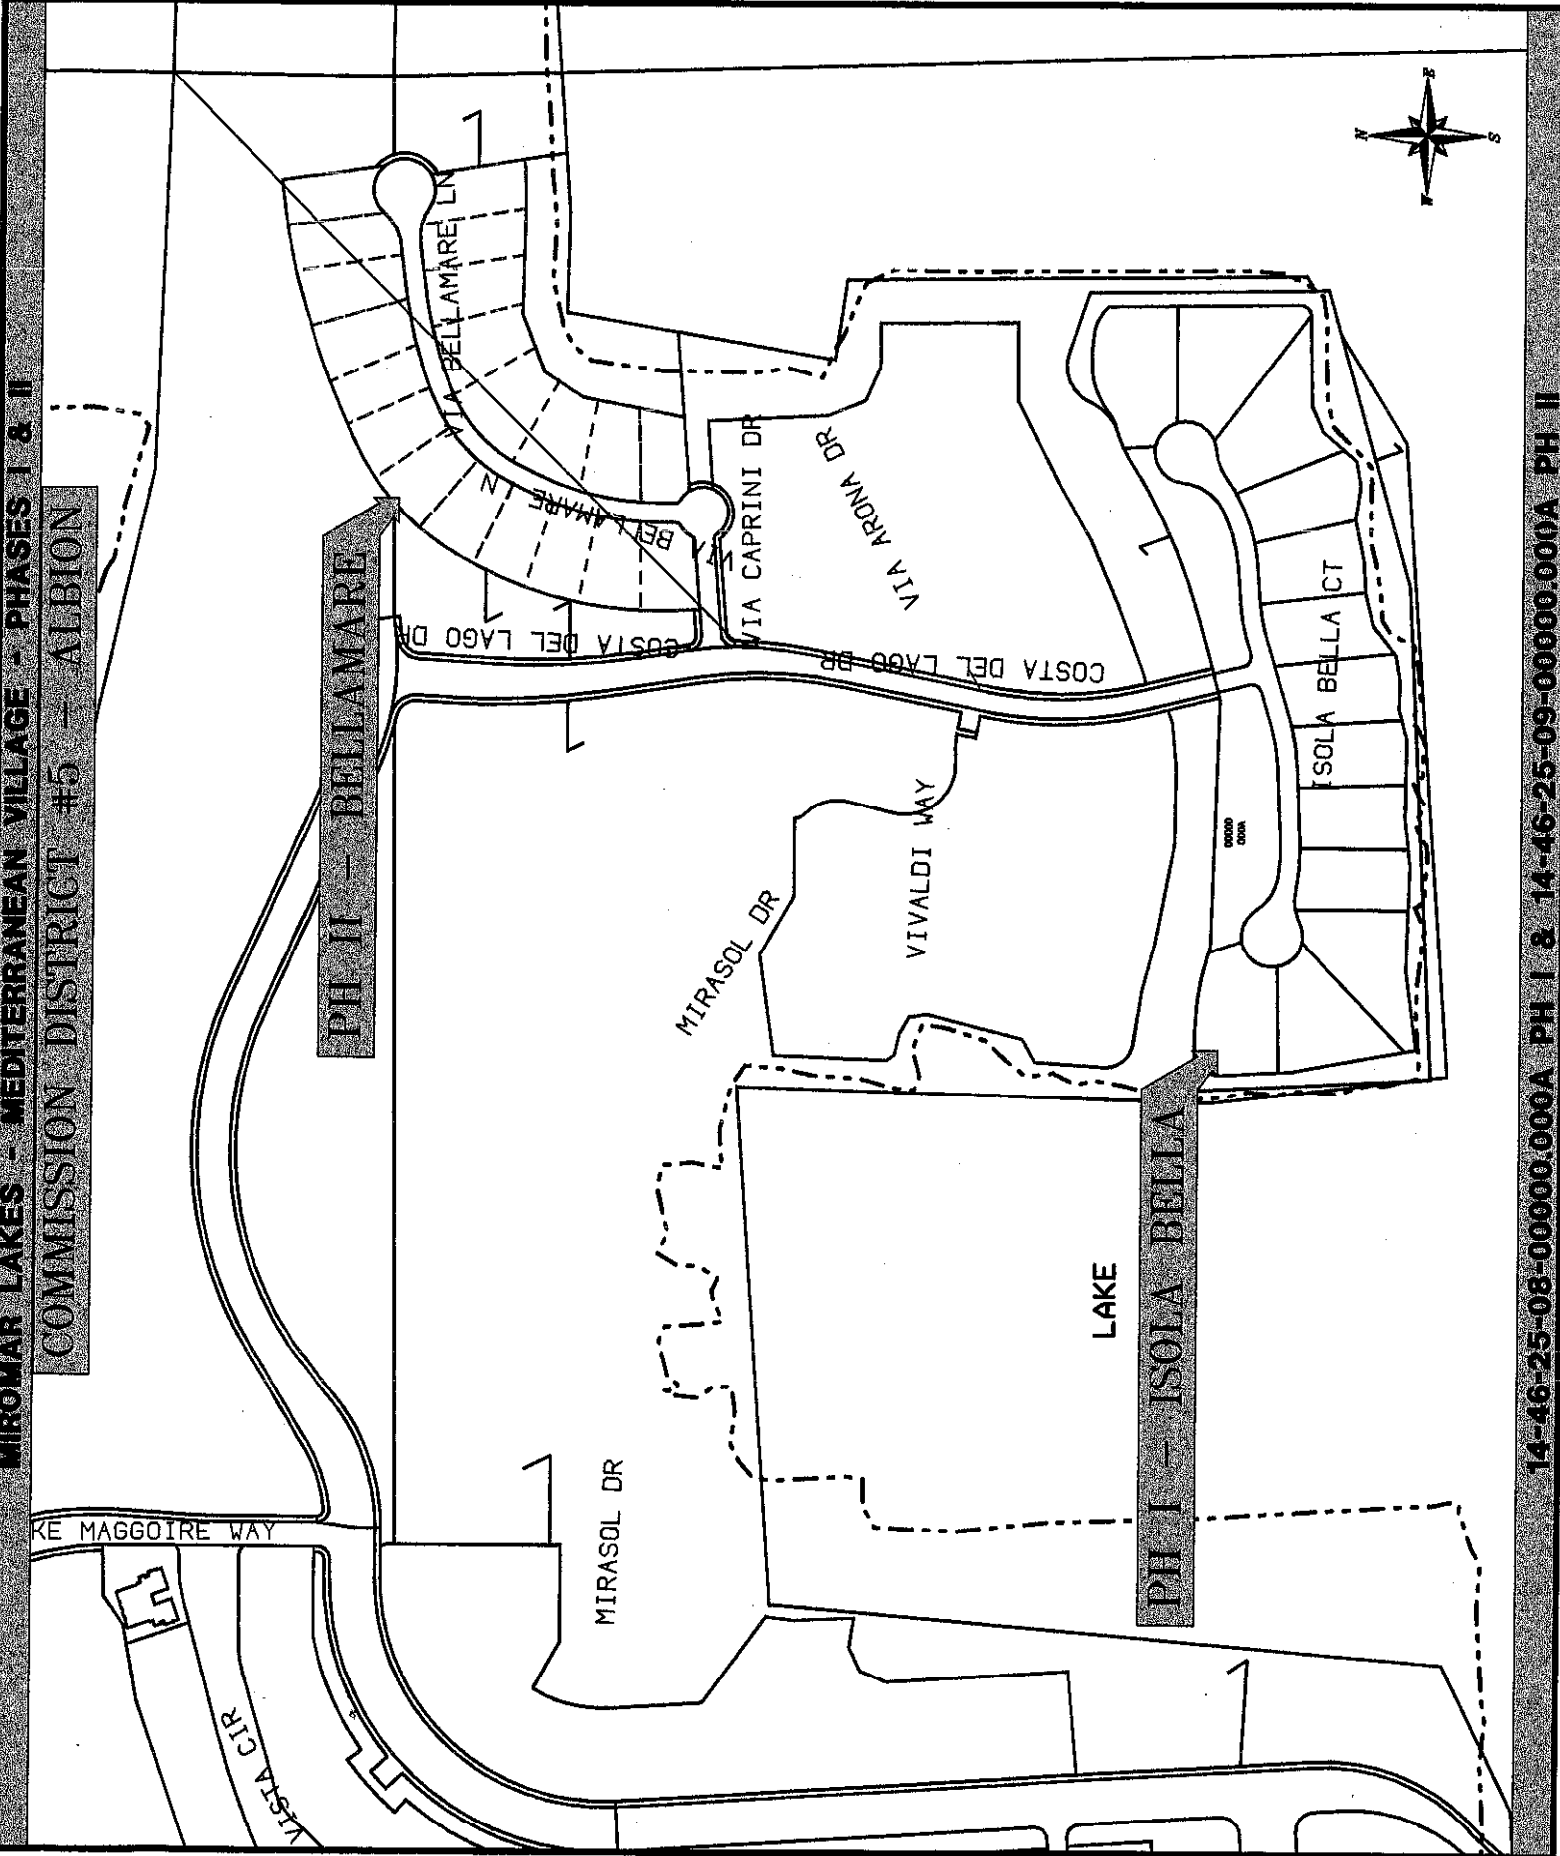 MIROMAR LAKES - MEDITERRANEAN VILLAGE - PHASES I & II
COMMISSION DISTRICT #5 - ALBION
PH II - BELLAMARE
VIA BELLAMARE LN
VIA BELLAMARE LN
COSTA DEL LAGO DR
COSTA DEL LAGO DR
VIA CAPRINI DR
VIA ARONA DR
ISOLA BELLA CT
00000
000A
VIVALDI WAY
MIRASOL DR
MIRASOL DR
LAKE
PH I - ISOLA BELLA
KE MAGGOIRE WAY
VISTA CIR
N
E
S
W
14-46-25-08-00000.000A PH I & 14-46-25-09-00000.000A PH II